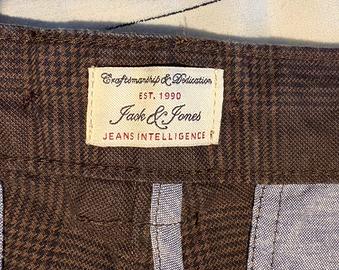 Craftsmanship & Dedication
EST. 1990
Jack & Jones
JEANS INTELLIGENCE